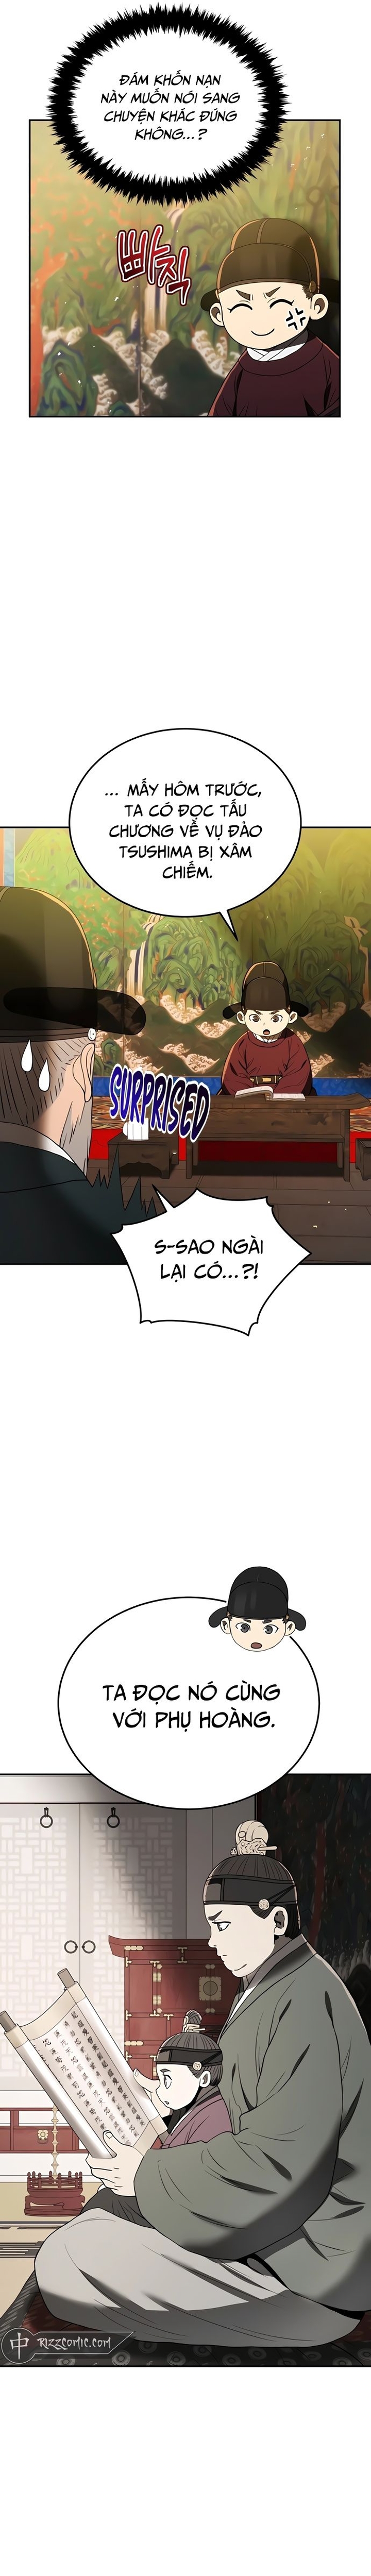 ĐÁM KHỐN NẠN
NÀY MUỐN NÓI SANG
CHUYỆN KHÁC ĐÚNG
KHÔNG...?
빠직
... MẤY HÔM TRƯỚC,
TA CÓ ĐỌC TẤU
CHƯƠNG VỀ VỤ ĐẢO
TSUSHIMA BỊ XÂM
CHIẾM.
SURPRISED
S-SAO NGÀI
LẠI CÓ...?!
TA ĐỌC NÓ CÙNG
VỚI PHỤ HOÀNG.
中 RIZZCOMIC.COM